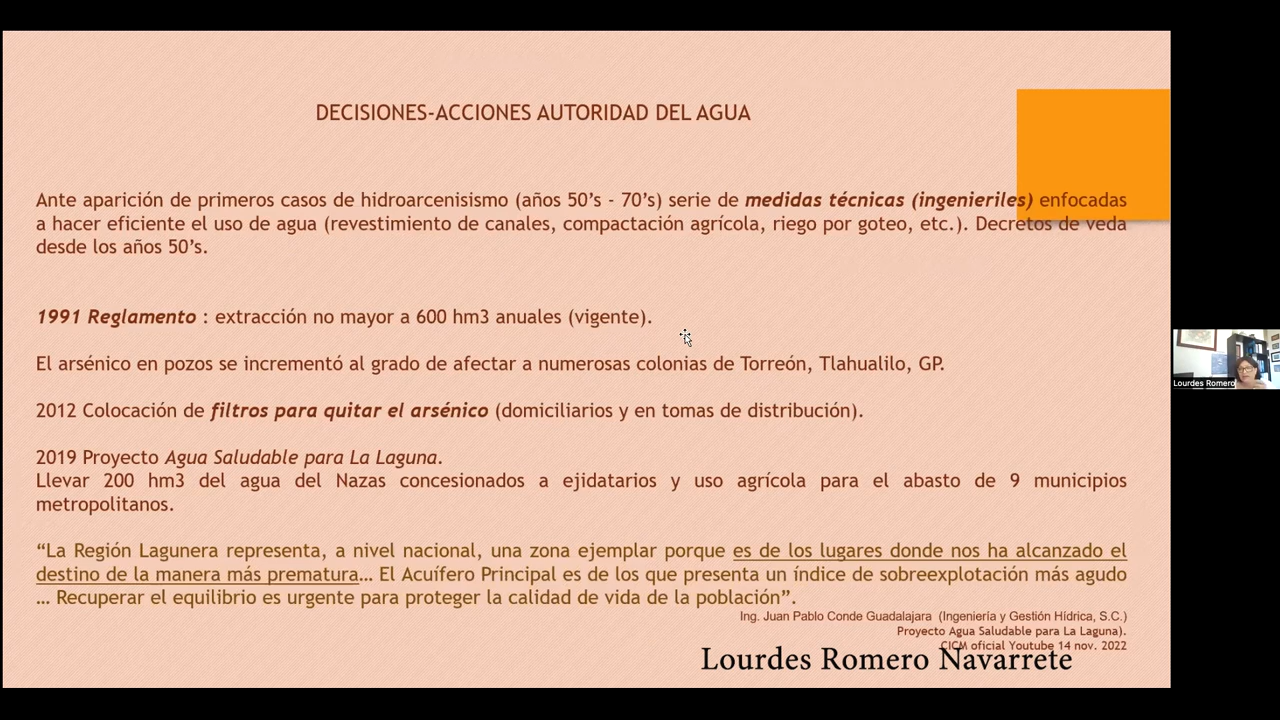 DECISIONES-ACCIONES AUTORIDAD DEL AGUA
Ante aparición de primeros casos de hidroarcenisismo (años 50’s - 70’s) serie de medidas técnicas (ingenieriles) enfocadas
a hacer eficiente el uso de agua (revestimiento de canales, compactación agrícola, riego por goteo, etc.). Decretos de veda
desde los años 50’s.
1991 Reglamento : extracción no mayor a 600 hm3 anuales (vigente).
El arsénico en pozos se incrementó al grado de afectar a numerosas colonias de Torreón, Tlahualilo, GP.
2012 Colocación de filtros para quitar el arsénico (domiciliarios y en tomas de distribución).
2019 Proyecto Agua Saludable para La Laguna.
Llevar 200 hm3 del agua del Nazas concesionados a ejidatarios y uso agrícola para el abasto de 9 municipios
metropolitanos.
“La Región Lagunera representa, a nivel nacional, una zona ejemplar porque es de los lugares donde nos ha alcanzado el
destino de la manera más prematura… El Acuífero Principal es de los que presenta un índice de sobreexplotación más agudo
… Recuperar el equilibrio es urgente para proteger la calidad de vida de la población”.
Ing. Juan Pablo Conde Guadalajara (Ingeniería y Gestión Hídrica, S.C.)
Proyecto Agua Saludable para La Laguna).
CICM oficial Youtube 14 nov. 2022
Lourdes Romero Navarrete
Lourdes Romero